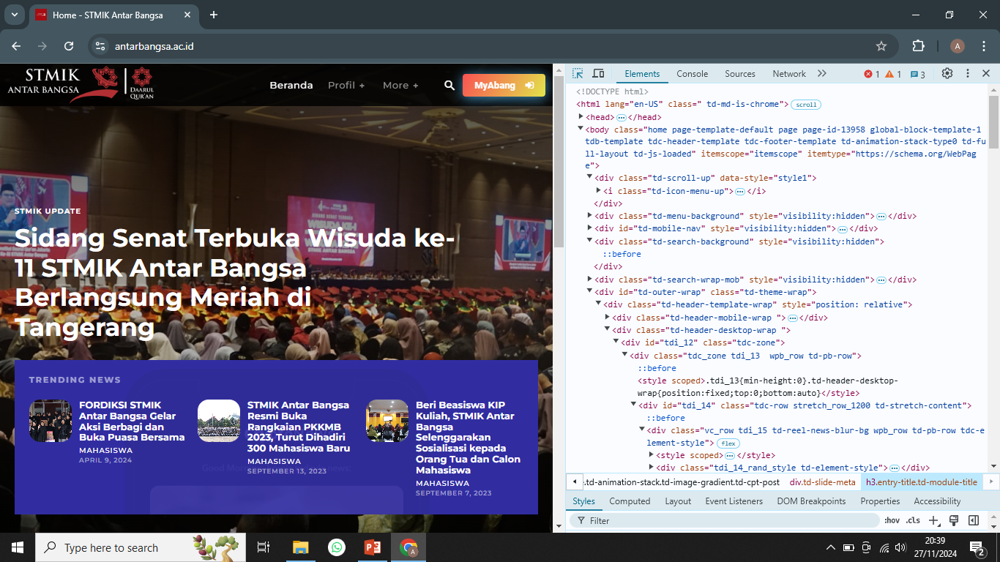 Home - STMIK Antar Bangsa
antarbangsa.ac.id
A
STMIK
ANTAR BANGSA
DAARUL
QUR'AN
Beranda
Profil +
More +
MyAbang
STMIK UPDATE
Sidang Senat Terbuka Wisuda ke-
11 STMIK Antar Bangsa
Berlangsung Meriah di
Tangerang
TRENDING NEWS
FORDIKSI STMIK
Antar Bangsa Gelar
Aksi Berbagi dan
Buka Puasa Bersama
MAHASISWA
APRIL 9, 2024
STMIK Antar Bangsa
Resmi Buka
Rangkaian PKKMB
2023, Turut Dihadiri
300 Mahasiswa Baru
MAHASISWA
SEPTEMBER 13, 2023
Beri Beasiswa KIP
Kuliah, STMIK Antar
Bangsa
Selenggarakan
Sosialisasi kepada
Orang Tua dan Calon
Mahasiswa
MAHASISWA
SEPTEMBER 7, 2023
Elements
Console
Sources
Network
1
1
3
<!DOCTYPE html>
<html lang="en-US" class=" td-md-is-chrome"> scroll
<head> ··· </head>
<body class="home page-template-default page page-id-13958 global-block-template-1
tdb-template tdc-header-template tdc-footer-template td-animation-stack-type0 td-fu
ll-layout td-js-loaded" itemscope="itemscope" itemtype="https://schema.org/WebPag
e">
<div class="td-scroll-up" data-style="style1">
<i class="td-icon-menu-up"> ··· </i>
</div>
<div class="td-menu-background" style="visibility:hidden"> ··· </div>
<div id="td-mobile-nav" style="visibility:hidden"> ··· </div>
<div class="td-search-background" style="visibility:hidden">
::before
</div>
<div class="td-search-wrap-mob" style="visibility:hidden"> ··· </div>
<div id="td-outer-wrap" class="td-theme-wrap">
<div class="td-header-template-wrap" style="position: relative">
<div class="td-header-mobile-wrap "> ··· </div>
<div class="td-header-desktop-wrap ">
<div id="tdi_12" class="tdc-zone">
<div class="tdc_zone tdi_13  wpb_row td-pb-row">
::before
<style scoped>.tdi_13{min-height:0}.td-header-desktop-
wrap{position:fixed;top:0;bottom:auto}</style>
<div id="tdi_14" class="tdc-row stretch_row_1200 td-stretch-content">
::before
<div class="vc_row tdi_15 td-reel-news-blur-bg wpb_row td-pb-row tdc-e
lement-style"> flex
<style scoped> ··· </style>
<div class="tdi_14_rand_style td-element-style"> ··· </div>
.td-animation-stack.td-image-gradient.td-cpt-post
div.td-slide-meta
h3.entry-title.td-module-title
Styles
Computed
Layout
Event Listeners
DOM Breakpoints
Properties
Accessibility
Filter
:hov
.cls
Type here to search
20:39
27/11/2024
2